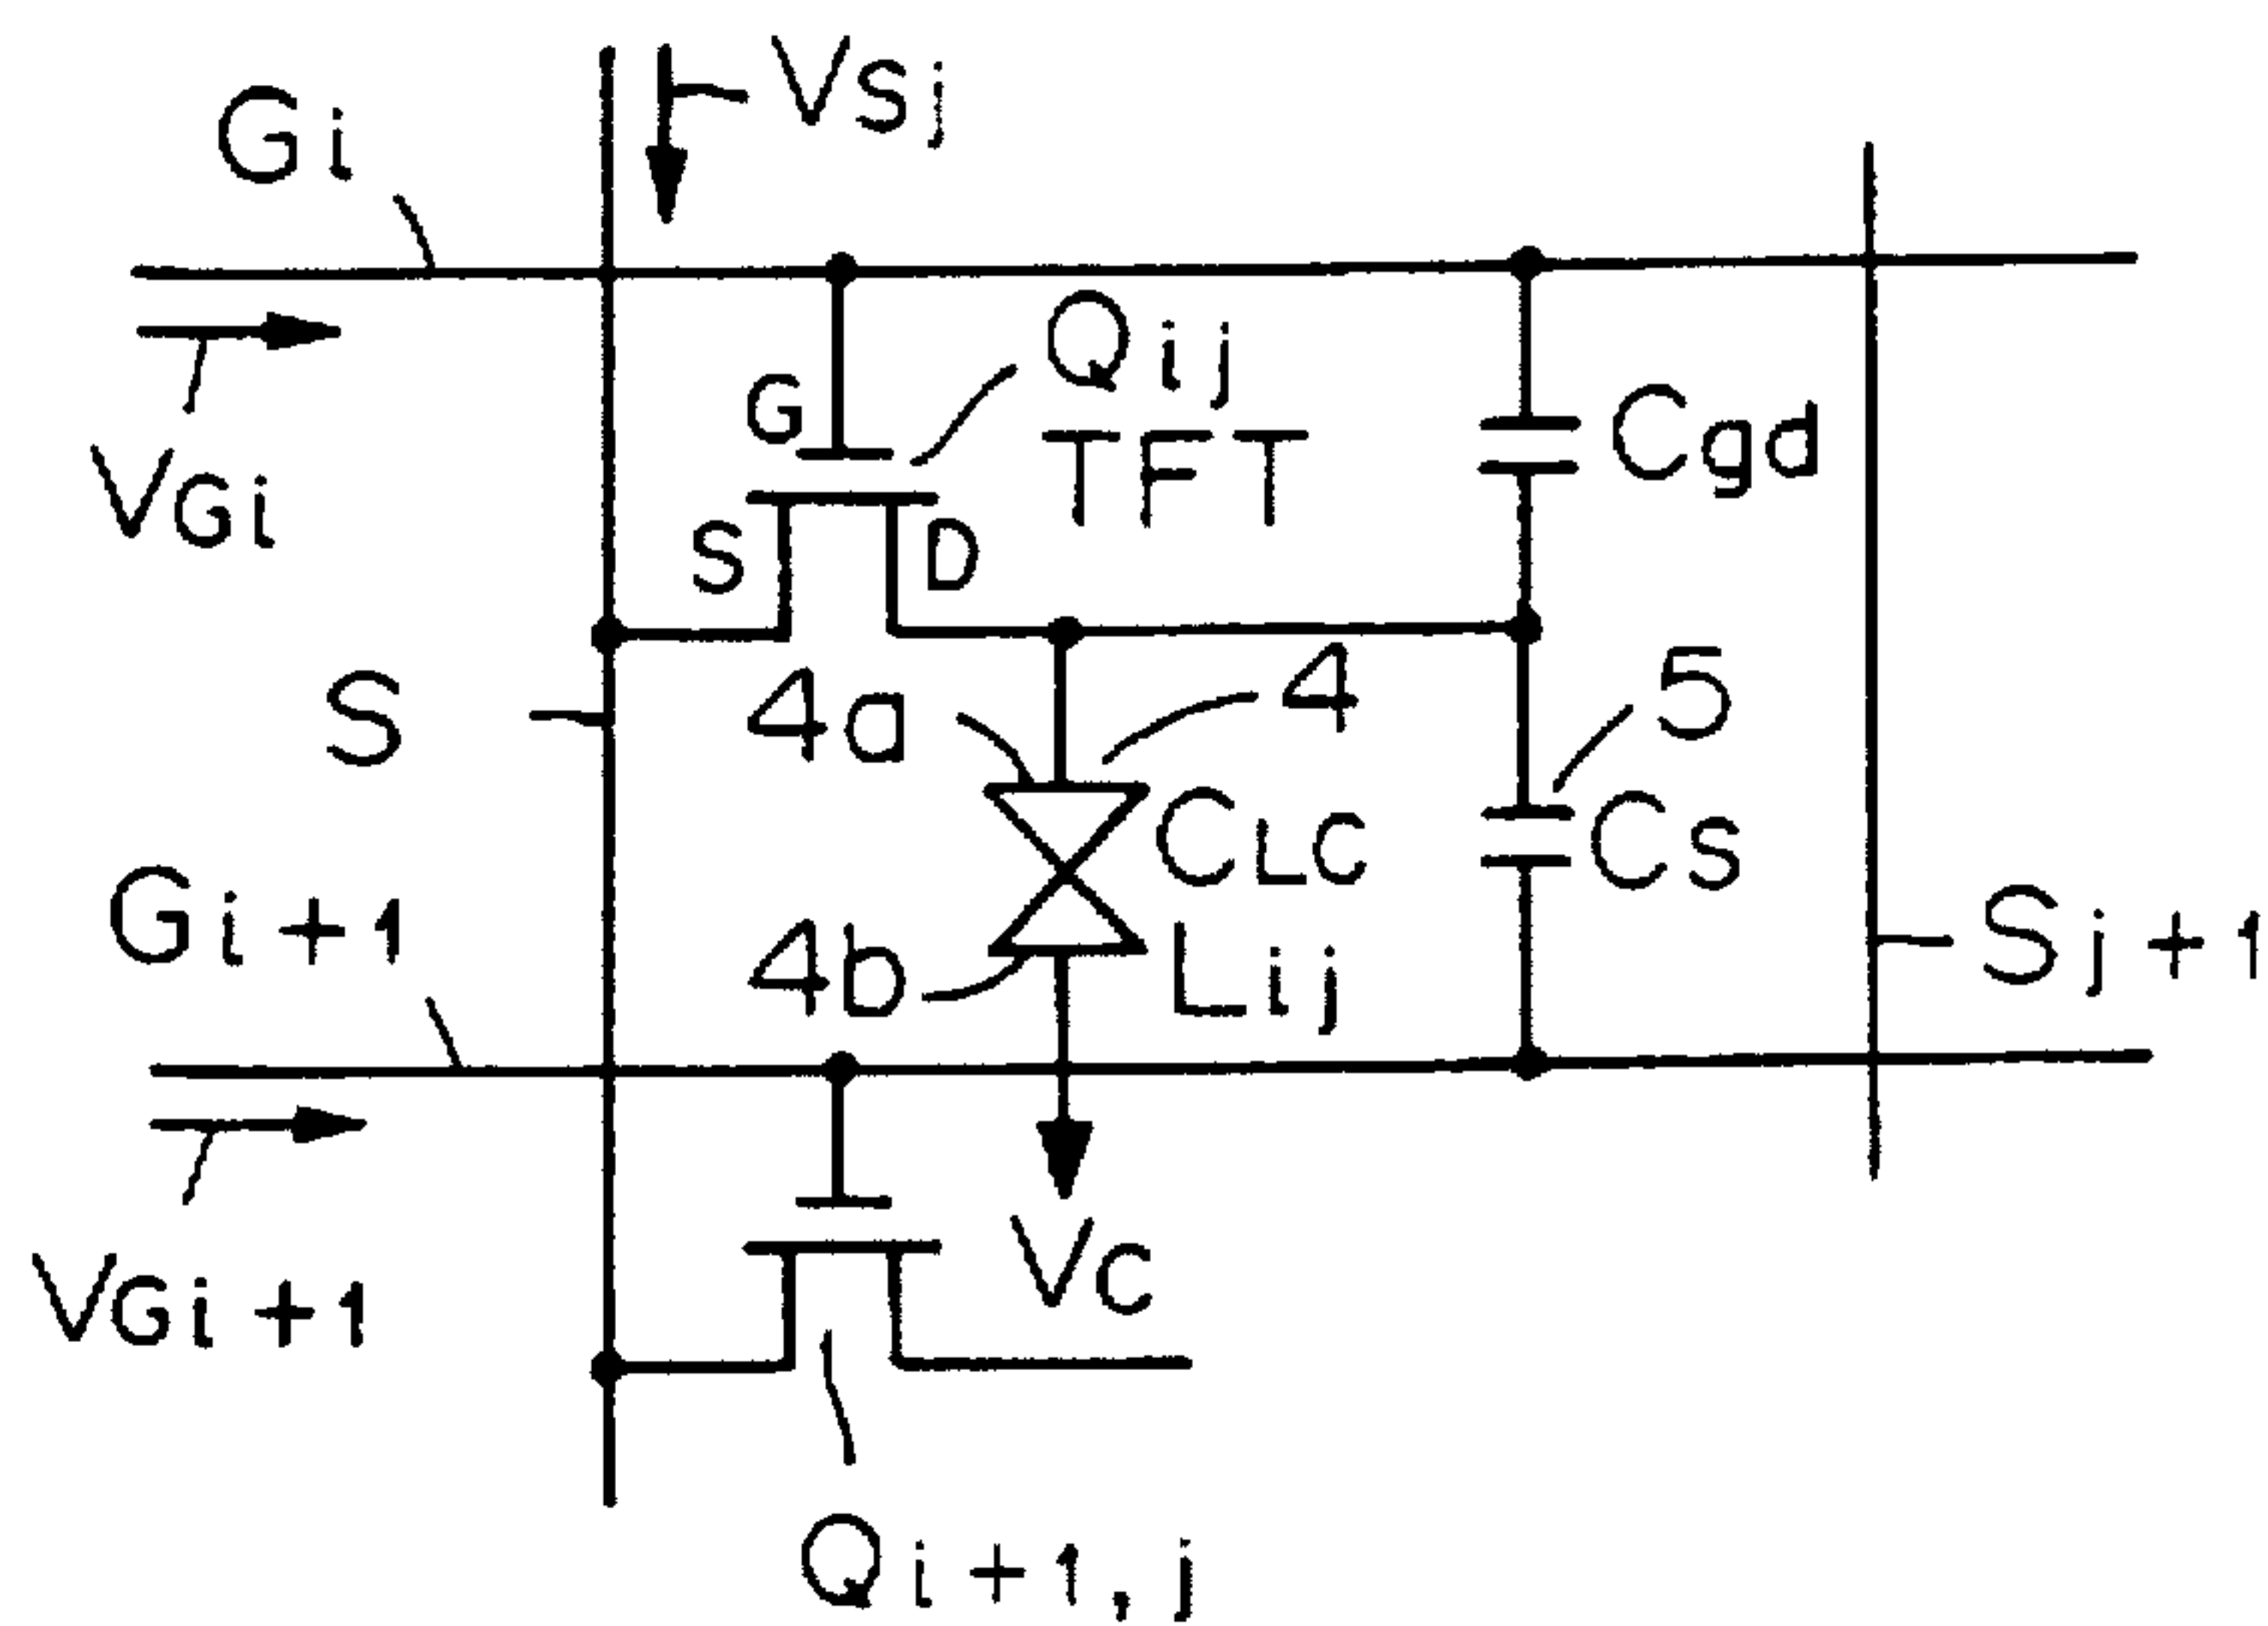 Gi
VSj
VGi
G
Qij
TFT
Cgd
S
D
S
4a
4
5
CLC
Cs
Gi+1
4b
Lij
Sj+1
VGi+1
Vc
Qi+1,j